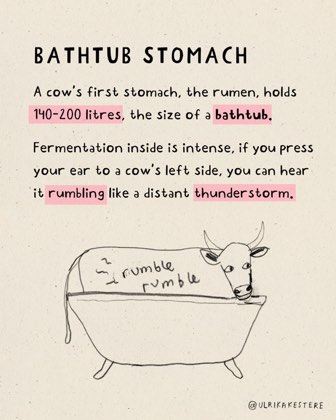 BATHTUB STOMACH
A cow's first stomach, the rumen, holds
140-200 litres, the size of a bathtub.
Fermentation inside is intense, if you press
your ear to a cow's left side, you can hear
it rumbling like a distant thunderstorm.
rumble
rumble
@ULRIKAKESTERE